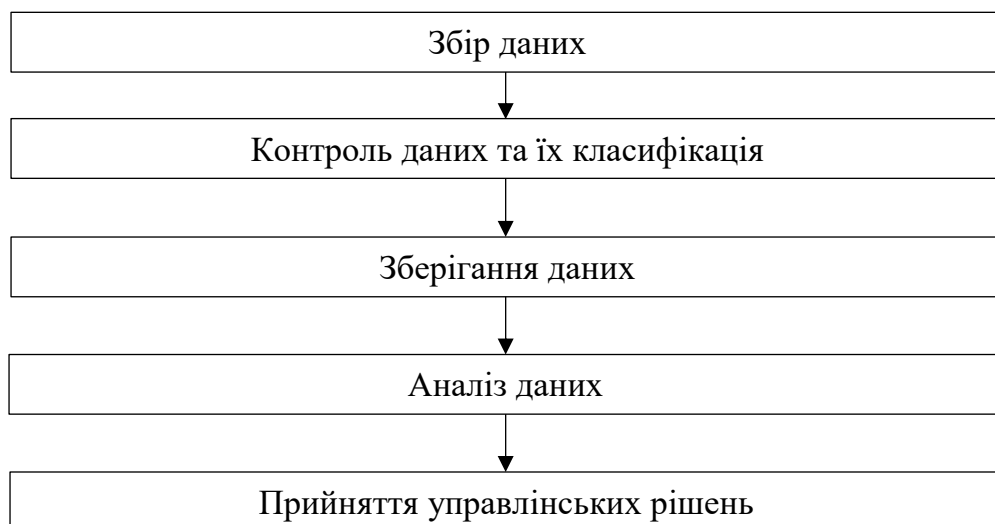 Збір даних
Контроль даних та їх класифікація
Зберігання даних
Аналіз даних
Прийняття управлінських рішень